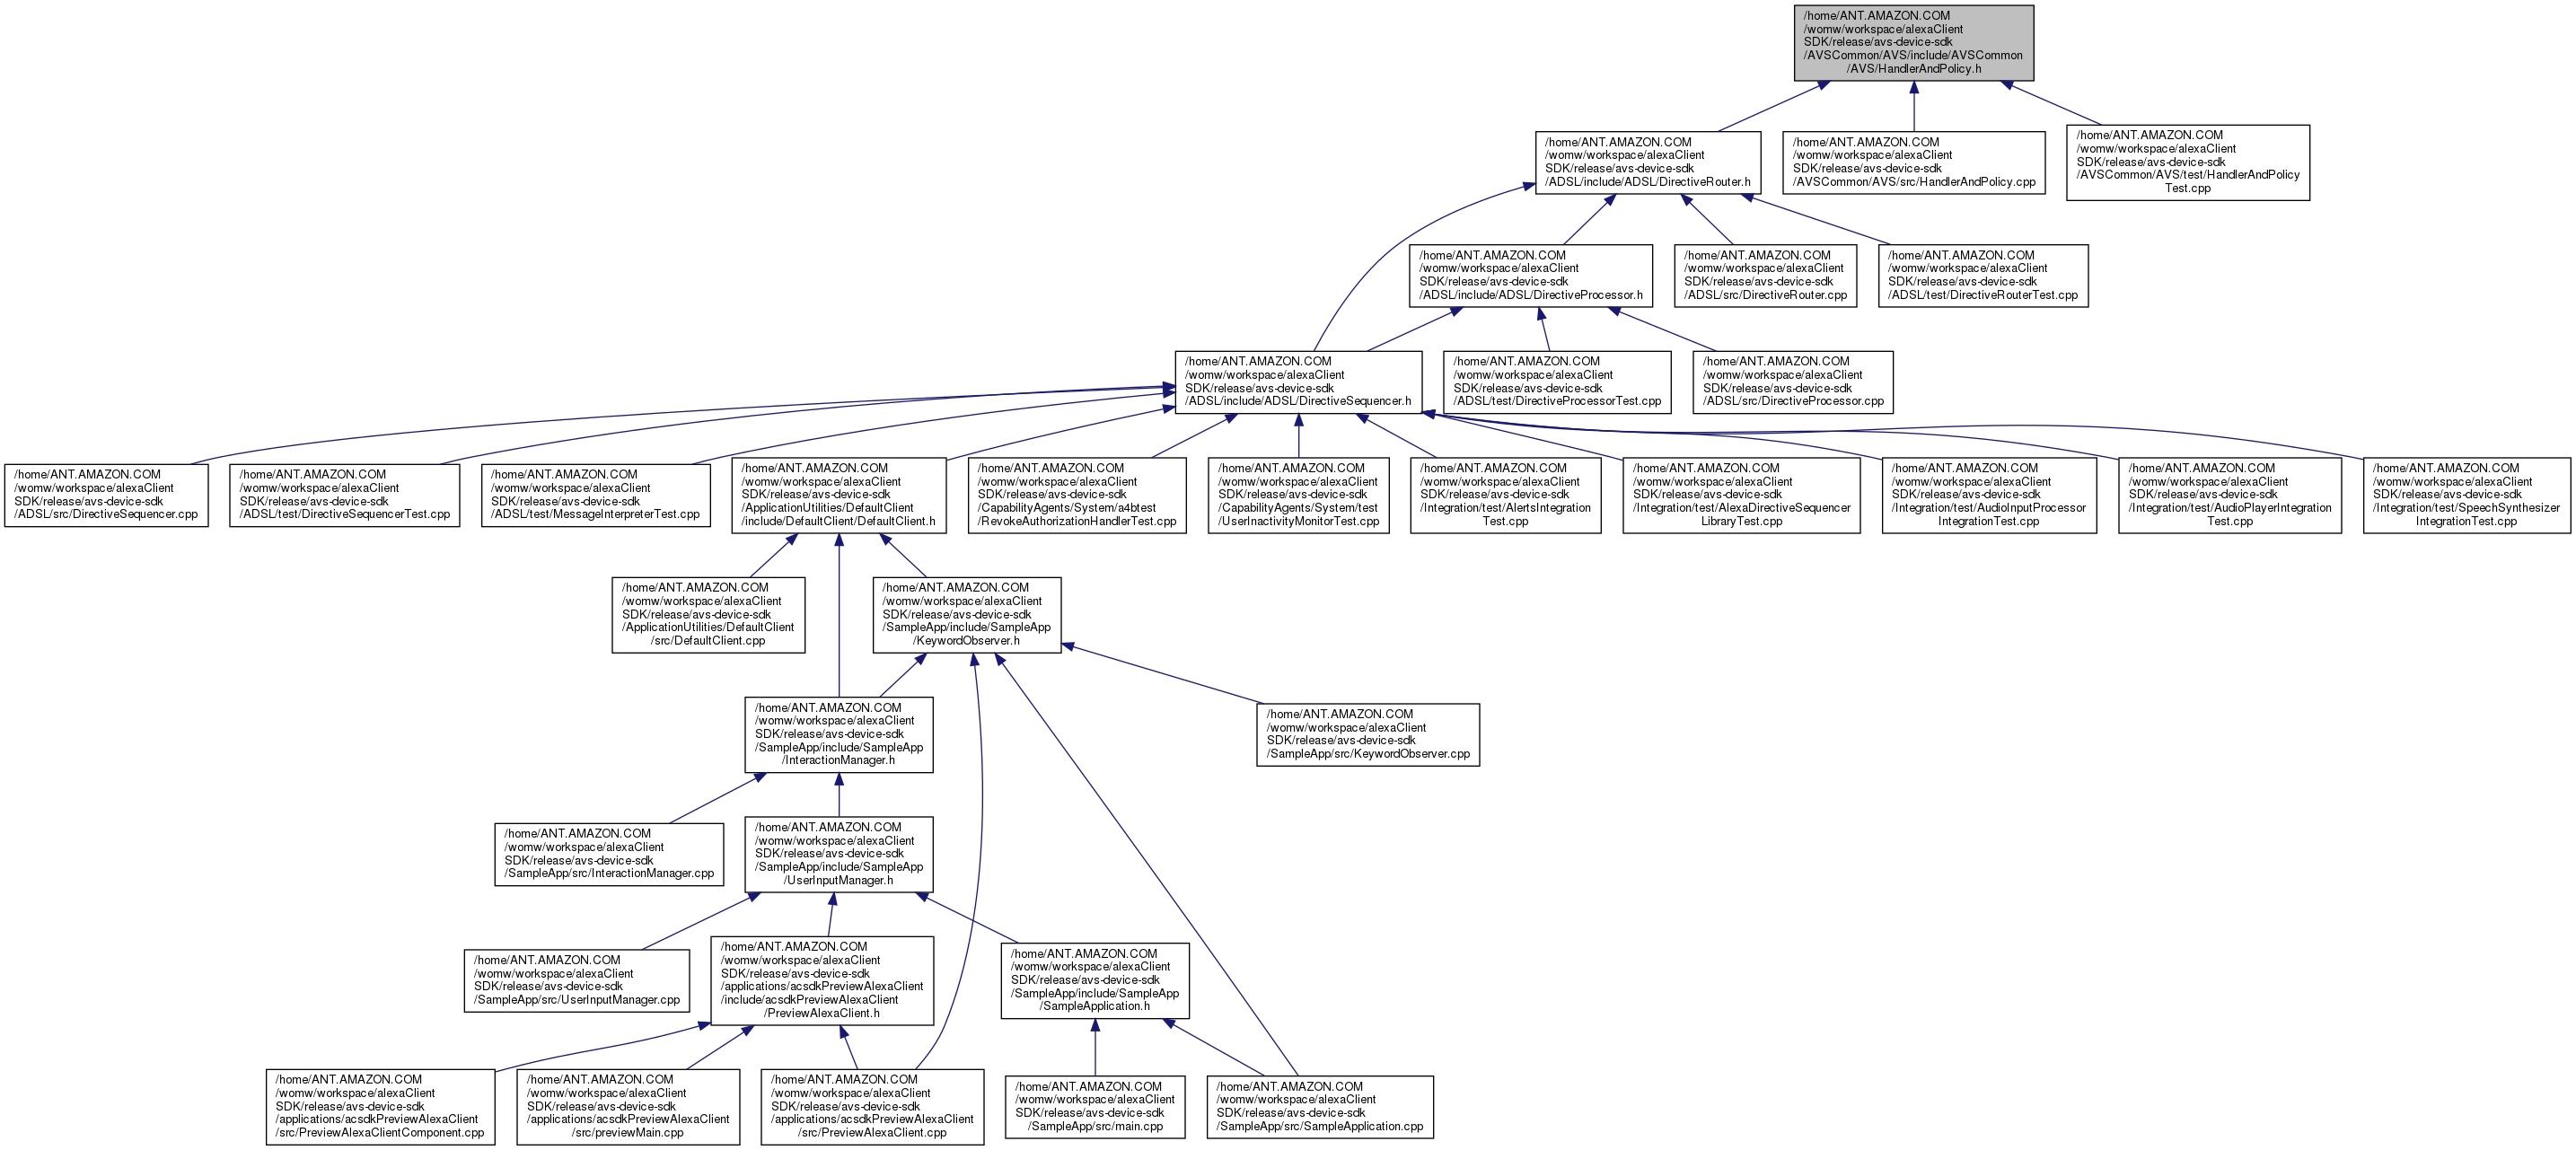 /home/ANT.AMAZON.COM
/womw/workspace/alexaClient
SDK/release/avs-device-sdk
/AVSCommon/AVS/include/AVSCommon
/AVS/HandlerAndPolicy.h
/home/ANT.AMAZON.COM
/womw/workspace/alexaClient
SDK/release/avs-device-sdk
/ADSL/include/ADSL/DirectiveRouter.h
/home/ANT.AMAZON.COM
/womw/workspace/alexaClient
SDK/release/avs-device-sdk
/AVSCommon/AVS/src/HandlerAndPolicy.cpp
/home/ANT.AMAZON.COM
/womw/workspace/alexaClient
SDK/release/avs-device-sdk
/AVSCommon/AVS/test/HandlerAndPolicy
Test.cpp
/home/ANT.AMAZON.COM
/womw/workspace/alexaClient
SDK/release/avs-device-sdk
/ADSL/include/ADSL/DirectiveProcessor.h
/home/ANT.AMAZON.COM
/womw/workspace/alexaClient
SDK/release/avs-device-sdk
/ADSL/src/DirectiveRouter.cpp
/home/ANT.AMAZON.COM
/womw/workspace/alexaClient
SDK/release/avs-device-sdk
/ADSL/test/DirectiveRouterTest.cpp
/home/ANT.AMAZON.COM
/womw/workspace/alexaClient
SDK/release/avs-device-sdk
/ADSL/include/ADSL/DirectiveSequencer.h
/home/ANT.AMAZON.COM
/womw/workspace/alexaClient
SDK/release/avs-device-sdk
/ADSL/test/DirectiveProcessorTest.cpp
/home/ANT.AMAZON.COM
/womw/workspace/alexaClient
SDK/release/avs-device-sdk
/ADSL/src/DirectiveProcessor.cpp
/home/ANT.AMAZON.COM
/womw/workspace/alexaClient
SDK/release/avs-device-sdk
/ADSL/src/DirectiveSequencer.cpp
/home/ANT.AMAZON.COM
/womw/workspace/alexaClient
SDK/release/avs-device-sdk
/ADSL/test/DirectiveSequencerTest.cpp
/home/ANT.AMAZON.COM
/womw/workspace/alexaClient
SDK/release/avs-device-sdk
/ADSL/test/MessageInterpreterTest.cpp
/home/ANT.AMAZON.COM
/womw/workspace/alexaClient
SDK/release/avs-device-sdk
/ApplicationUtilities/DefaultClient
/include/DefaultClient/DefaultClient.h
/home/ANT.AMAZON.COM
/womw/workspace/alexaClient
SDK/release/avs-device-sdk
/CapabilityAgents/System/a4btest
/RevokeAuthorizationHandlerTest.cpp
/home/ANT.AMAZON.COM
/womw/workspace/alexaClient
SDK/release/avs-device-sdk
/CapabilityAgents/System/test
/UserInactivityMonitorTest.cpp
/home/ANT.AMAZON.COM
/womw/workspace/alexaClient
SDK/release/avs-device-sdk
/Integration/test/AlertsIntegration
Test.cpp
/home/ANT.AMAZON.COM
/womw/workspace/alexaClient
SDK/release/avs-device-sdk
/Integration/test/AlexaDirectiveSequencer
LibraryTest.cpp
/home/ANT.AMAZON.COM
/womw/workspace/alexaClient
SDK/release/avs-device-sdk
/Integration/test/AudioInputProcessor
IntegrationTest.cpp
/home/ANT.AMAZON.COM
/womw/workspace/alexaClient
SDK/release/avs-device-sdk
/Integration/test/AudioPlayerIntegration
Test.cpp
/home/ANT.AMAZON.COM
/womw/workspace/alexaClient
SDK/release/avs-device-sdk
/Integration/test/SpeechSynthesizer
IntegrationTest.cpp
/home/ANT.AMAZON.COM
/womw/workspace/alexaClient
SDK/release/avs-device-sdk
/ApplicationUtilities/DefaultClient
/src/DefaultClient.cpp
/home/ANT.AMAZON.COM
/womw/workspace/alexaClient
SDK/release/avs-device-sdk
/SampleApp/include/SampleApp
/KeywordObserver.h
/home/ANT.AMAZON.COM
/womw/workspace/alexaClient
SDK/release/avs-device-sdk
/SampleApp/include/SampleApp
/InteractionManager.h
/home/ANT.AMAZON.COM
/womw/workspace/alexaClient
SDK/release/avs-device-sdk
/SampleApp/src/KeywordObserver.cpp
/home/ANT.AMAZON.COM
/womw/workspace/alexaClient
SDK/release/avs-device-sdk
/SampleApp/src/InteractionManager.cpp
/home/ANT.AMAZON.COM
/womw/workspace/alexaClient
SDK/release/avs-device-sdk
/SampleApp/include/SampleApp
/UserInputManager.h
/home/ANT.AMAZON.COM
/womw/workspace/alexaClient
SDK/release/avs-device-sdk
/SampleApp/src/UserInputManager.cpp
/home/ANT.AMAZON.COM
/womw/workspace/alexaClient
SDK/release/avs-device-sdk
/applications/acsdkPreviewAlexaClient
/include/acsdkPreviewAlexaClient
/PreviewAlexaClient.h
/home/ANT.AMAZON.COM
/womw/workspace/alexaClient
SDK/release/avs-device-sdk
/SampleApp/include/SampleApp
/SampleApplication.h
/home/ANT.AMAZON.COM
/womw/workspace/alexaClient
SDK/release/avs-device-sdk
/applications/acsdkPreviewAlexaClient
/src/PreviewAlexaClientComponent.cpp
/home/ANT.AMAZON.COM
/womw/workspace/alexaClient
SDK/release/avs-device-sdk
/applications/acsdkPreviewAlexaClient
/src/previewMain.cpp
/home/ANT.AMAZON.COM
/womw/workspace/alexaClient
SDK/release/avs-device-sdk
/applications/acsdkPreviewAlexaClient
/src/PreviewAlexaClient.cpp
/home/ANT.AMAZON.COM
/womw/workspace/alexaClient
SDK/release/avs-device-sdk
/SampleApp/src/main.cpp
/home/ANT.AMAZON.COM
/womw/workspace/alexaClient
SDK/release/avs-device-sdk
/SampleApp/src/SampleApplication.cpp